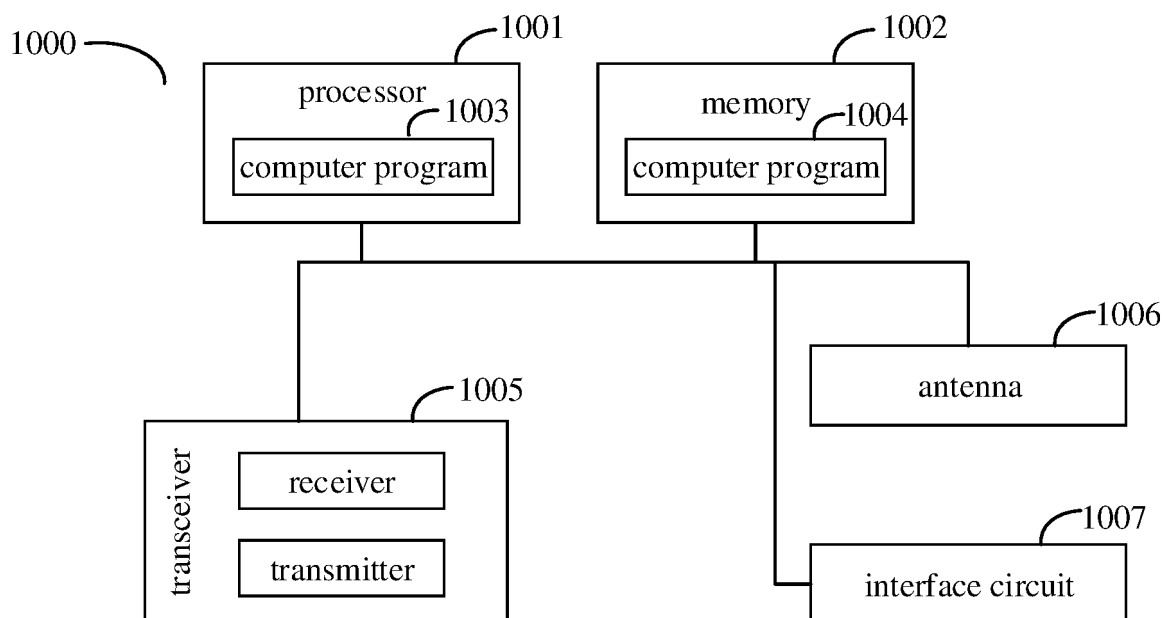 1000
1001
processor
1003
computer program
1002
memory
1004
computer program
1006
antenna
1005
transceiver
receiver
transmitter
1007
interface circuit